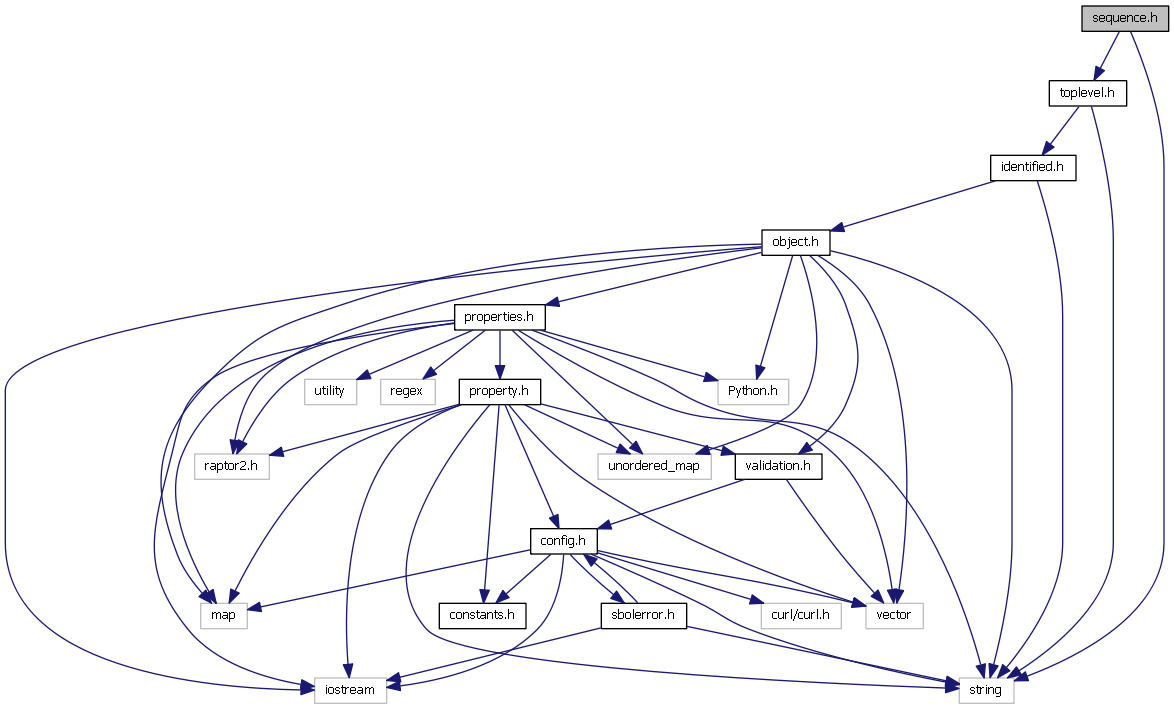 sequence.h
toplevel.h
identified.h
object.h
properties.h
utility
regex
property.h
Python.h
raptor2.h
unordered_map
validation.h
config.h
map
constants.h
sbolerror.h
curl/curl.h
vector
iostream
string